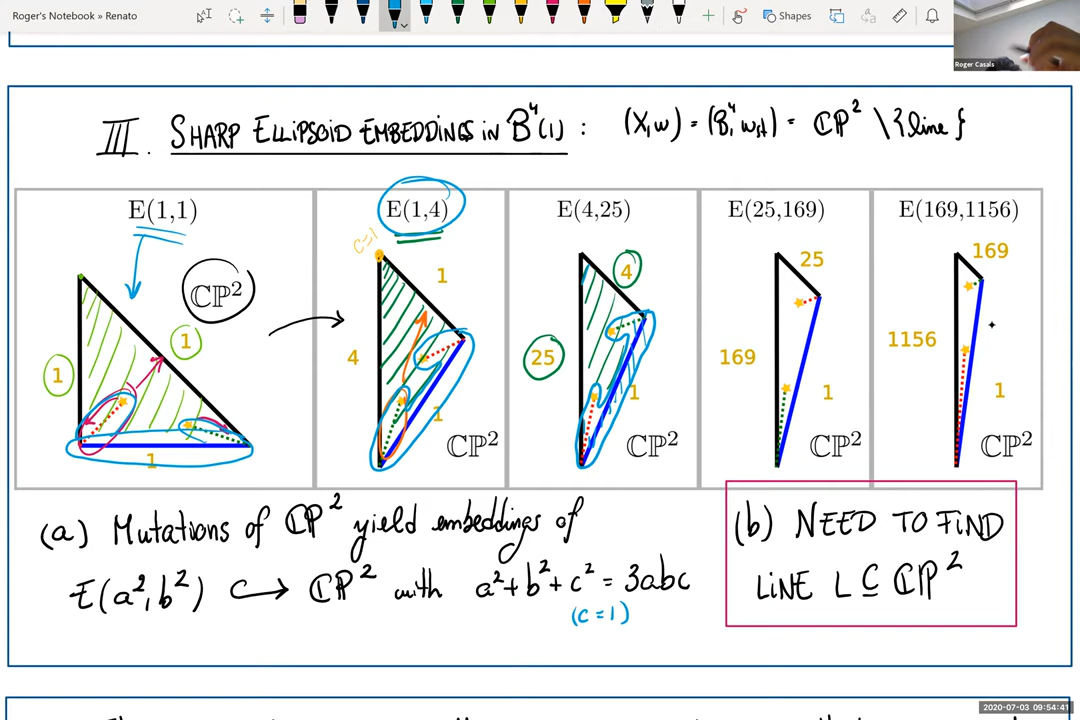 Roger's Notebook » Renato
Shapes
Roger Casals
III. SHARP ELLIPSOID EMBEDDINGS IN B⁴(1) : (X,ω) = (B⁴,ω_st) = ℂP² \ {line}
E(1,1)
E(1,4)
E(4,25)
E(25,169)
E(169,1156)
c=1
1
1
1
ℂP²
1
4
1
ℂP²
4
25
1
ℂP²
25
169
1
ℂP²
169
1156
1
ℂP²
(a) Mutations of ℂP² yield embeddings of
E(a²,b²) ↪ ℂP² with a²+b²+c² = 3abc
(c=1)
(b) NEED TO FIND
LINE L ⊆ ℂP²
2020-07-03 09:54:41